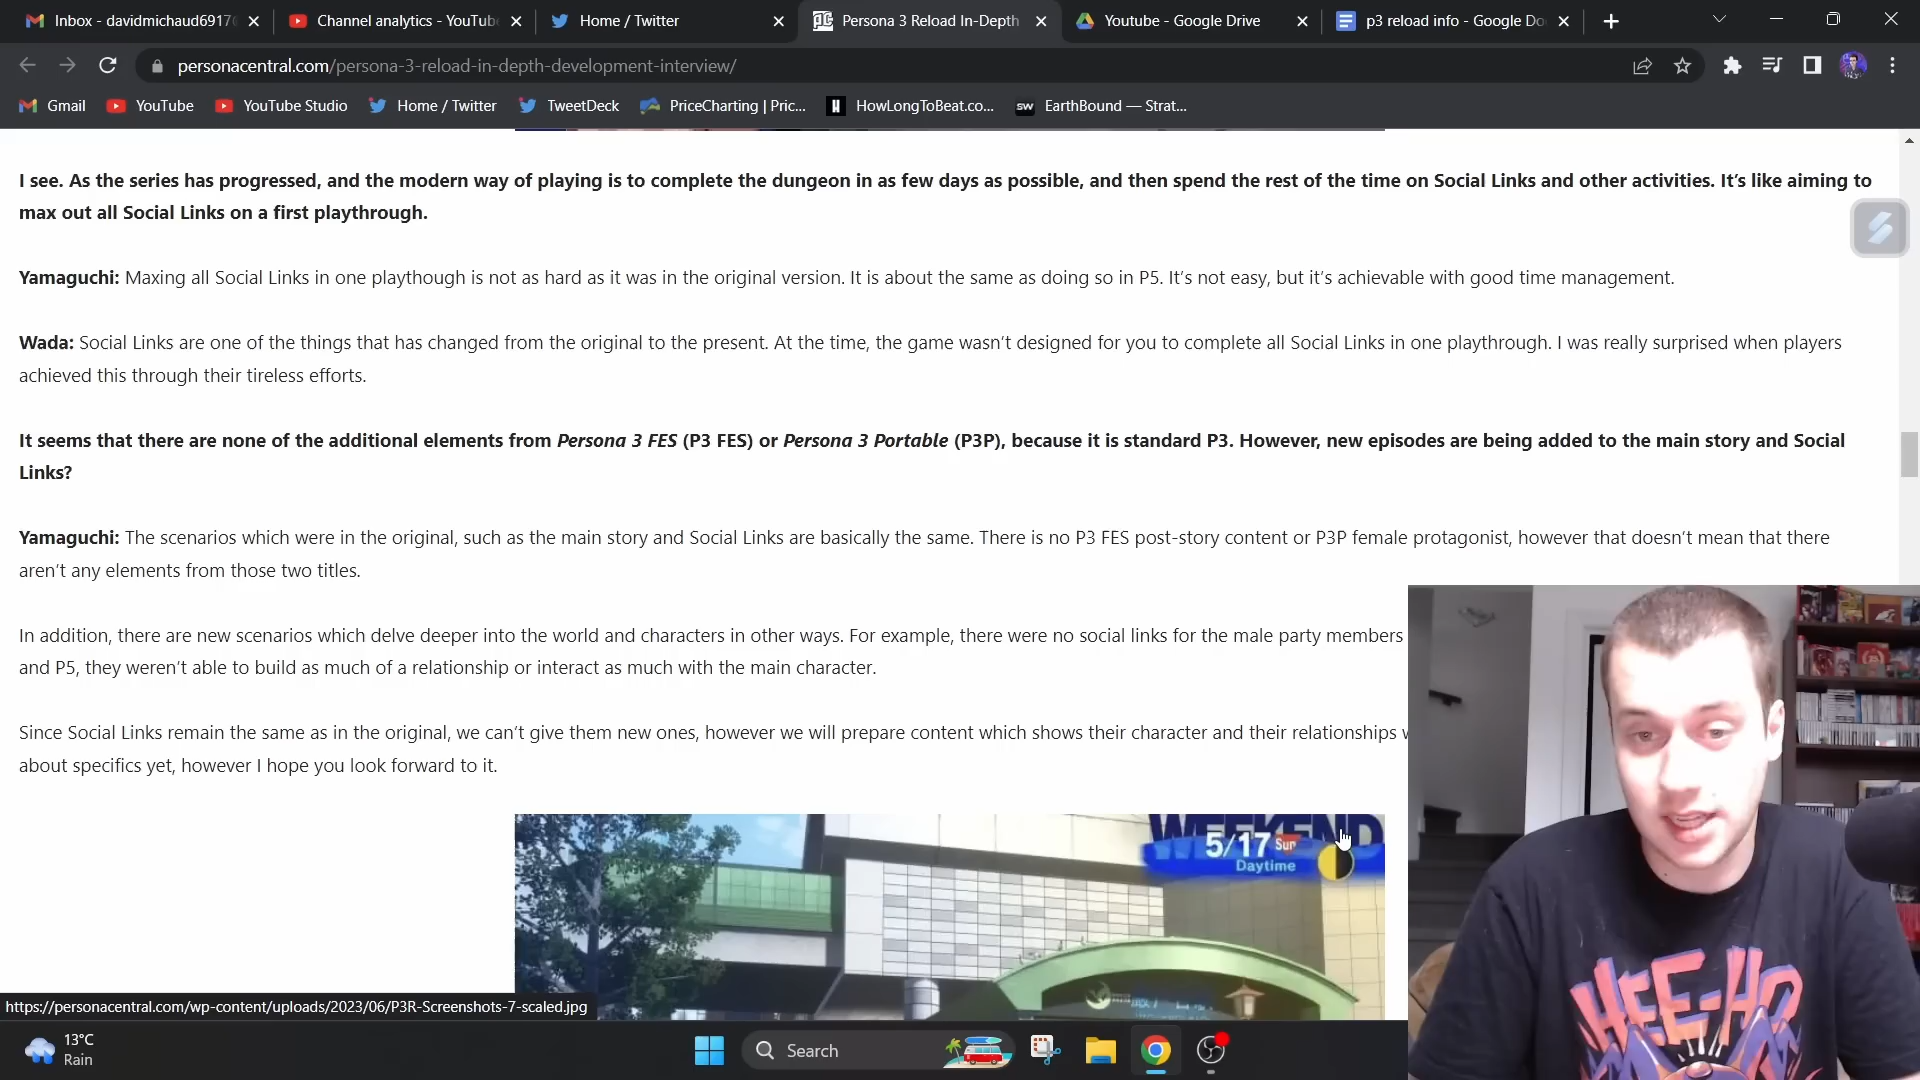 Inbox - davidmichaud6917
Channel analytics - YouTub
Home / Twitter
Persona 3 Reload In-Depth
Youtube - Google Drive
p3 reload info - Google Do
personacentral.com/persona-3-reload-in-depth-development-interview/
Gmail
YouTube
YouTube Studio
Home / Twitter
TweetDeck
PriceCharting | Pric...
HowLongToBeat.co...
EarthBound — Strat...
I see. As the series has progressed, and the modern way of playing is to complete the dungeon in as few days as possible, and then spend the rest of the time on Social Links and other activities. It's like aiming to
max out all Social Links on a first playthrough.
Yamaguchi: Maxing all Social Links in one playthough is not as hard as it was in the original version. It is about the same as doing so in P5. It's not easy, but it's achievable with good time management.
Wada: Social Links are one of the things that has changed from the original to the present. At the time, the game wasn't designed for you to complete all Social Links in one playthrough. I was really surprised when players
achieved this through their tireless efforts.
It seems that there are none of the additional elements from Persona 3 FES (P3 FES) or Persona 3 Portable (P3P), because it is standard P3. However, new episodes are being added to the main story and Social
Links?
Yamaguchi: The scenarios which were in the original, such as the main story and Social Links are basically the same. There is no P3 FES post-story content or P3P female protagonist, however that doesn't mean that there
aren't any elements from those two titles.
In addition, there are new scenarios which delve deeper into the world and characters in other ways. For example, there were no social links for the male party members
and P5, they weren't able to build as much of a relationship or interact as much with the main character.
Since Social Links remain the same as in the original, we can't give them new ones, however we will prepare content which shows their character and their relationships
about specifics yet, however I hope you look forward to it.
WEEKEND
5/17 Sun
Daytime
HEE-HO
https://personacentral.com/wp-content/uploads/2023/06/P3R-Screenshots-7-scaled.jpg
13°C
Rain
Search